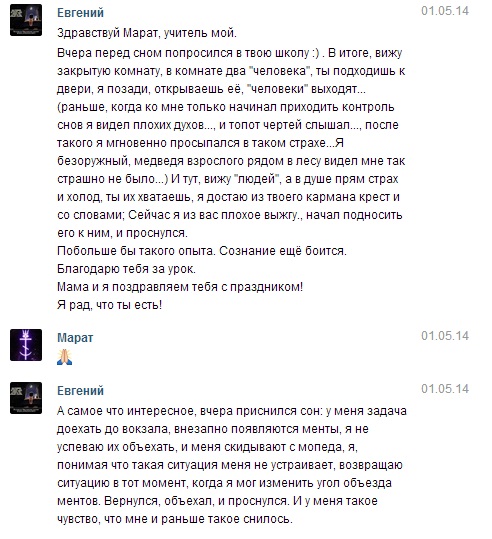 Евгений
01.05.14
Здравствуй Марат, учитель мой.
Вчера перед сном попросился в твою школу :) . В итоге, вижу
закрытую комнату, в комнате два "человека", ты подходишь к
двери, я позади, открываешь её, "человеки" выходят...
(раньше, когда ко мне только начинал приходить контроль
снов я видел плохих духов..., и топот чертей слышал..., после
такого я мгновенно просыпался в таком страхе...Я
безоружный, медведя взрослого рядом в лесу видел мне так
страшно не было...) И тут, вижу "людей", а в душе прям страх
и холод, ты их хватаешь, я достаю из твоего кармана крест и
со словами; Сейчас я из вас плохое выжгу., начал подносить
его к ним, и проснулся.
Побольше бы такого опыта. Сознание ещё боится.
Благодарю тебя за урок.
Мама и я поздравляем тебя с праздником!
Я рад, что ты есть!
Марат
01.05.14
🙏
Евгений
01.05.14
А самое что интересное, вчера приснился сон: у меня задача
доехать до вокзала, внезапно появляются менты, я не
успеваю их объехать, и меня скидывают с мопеда, я,
понимая что такая ситуация меня не устраивает, возвращаю
ситуацию в тот момент, когда я мог изменить угол объезда
ментов. Вернулся, объехал, и проснулся. И у меня такое
чувство, что мне и раньше такое снилось.